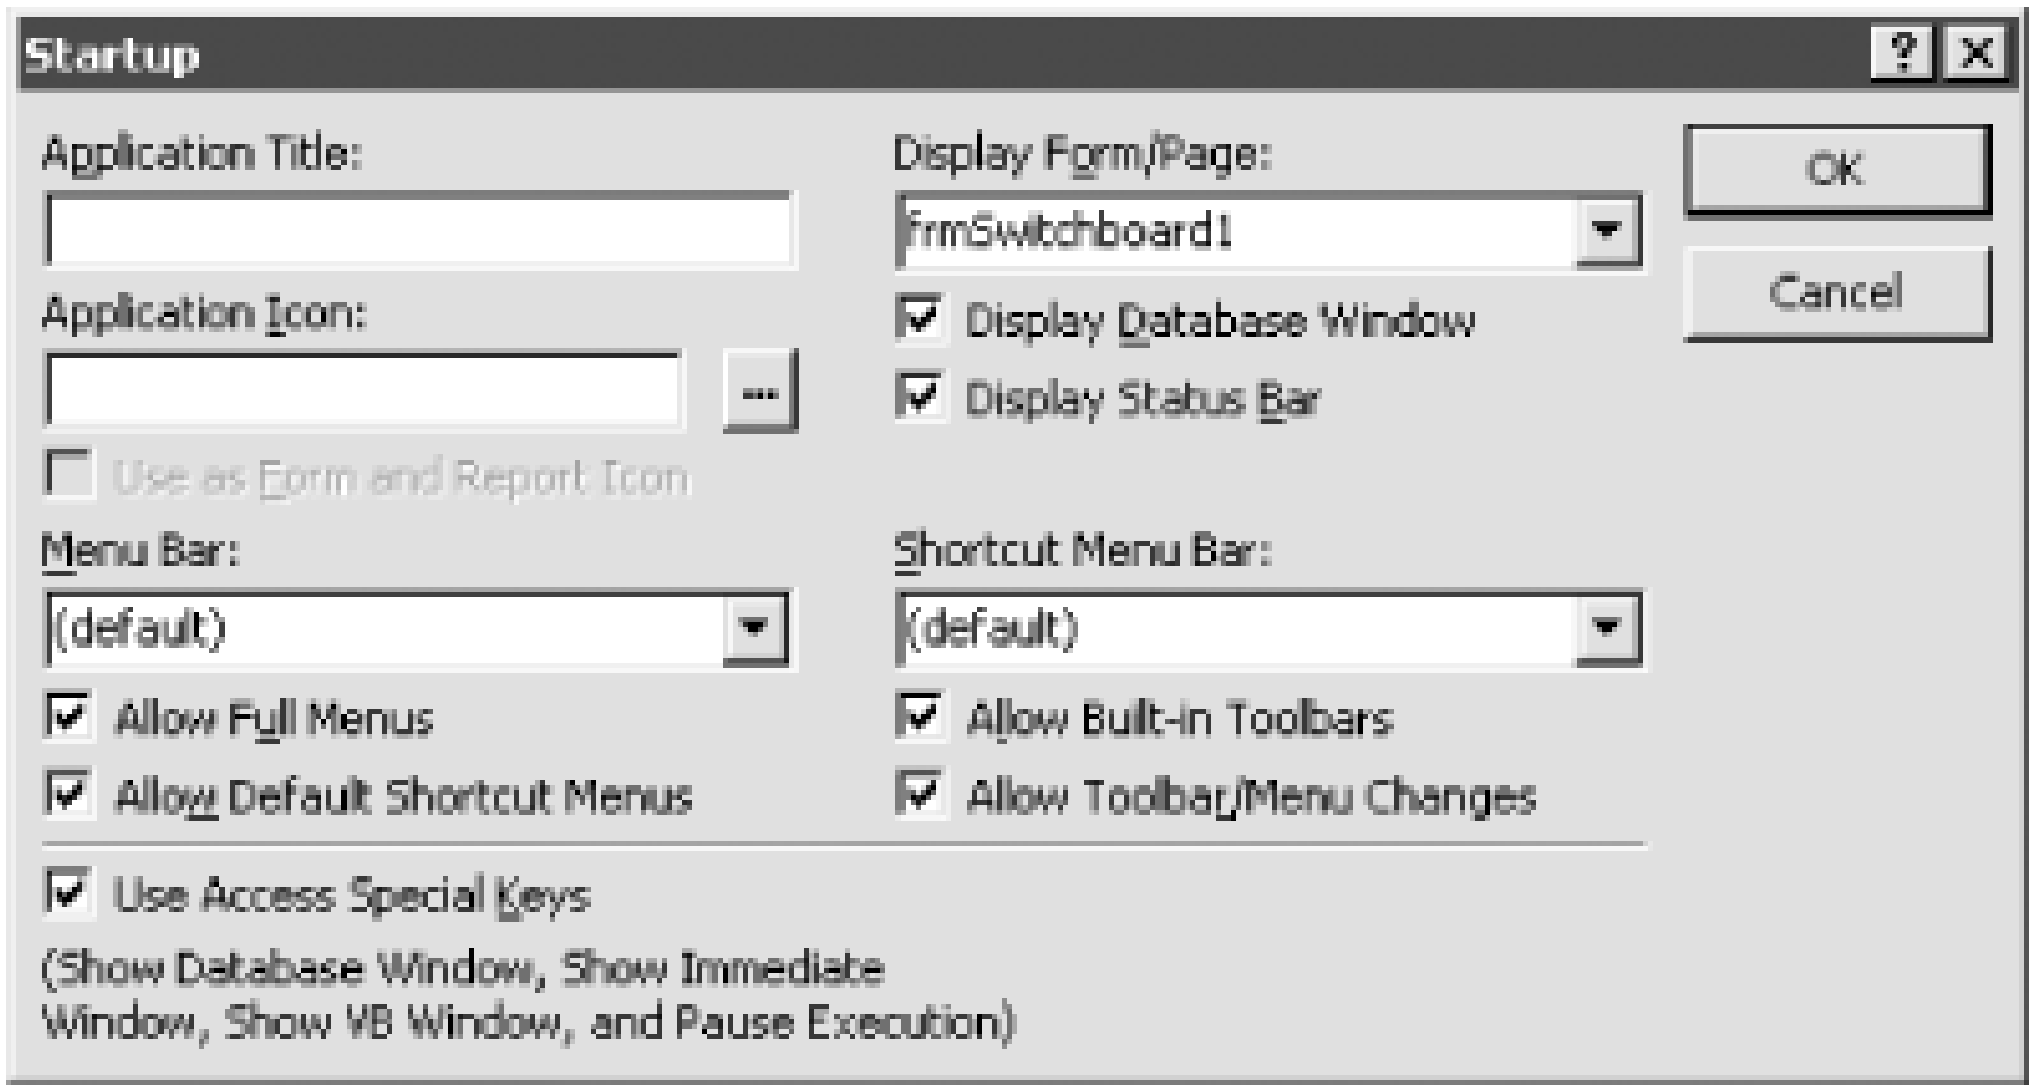 Startup
Application Title:
Display Form/Page:
OK
frmSwitchboard1
Cancel
Application Icon:
Display Database Window
...
Display Status Bar
Use as Form and Report Icon
Menu Bar:
Shortcut Menu Bar:
(default)
(default)
Allow Full Menus
Allow Built-in Toolbars
Allow Default Shortcut Menus
Allow Toolbar/Menu Changes
Use Access Special Keys
(Show Database Window, Show Immediate
Window, Show VB Window, and Pause Execution)